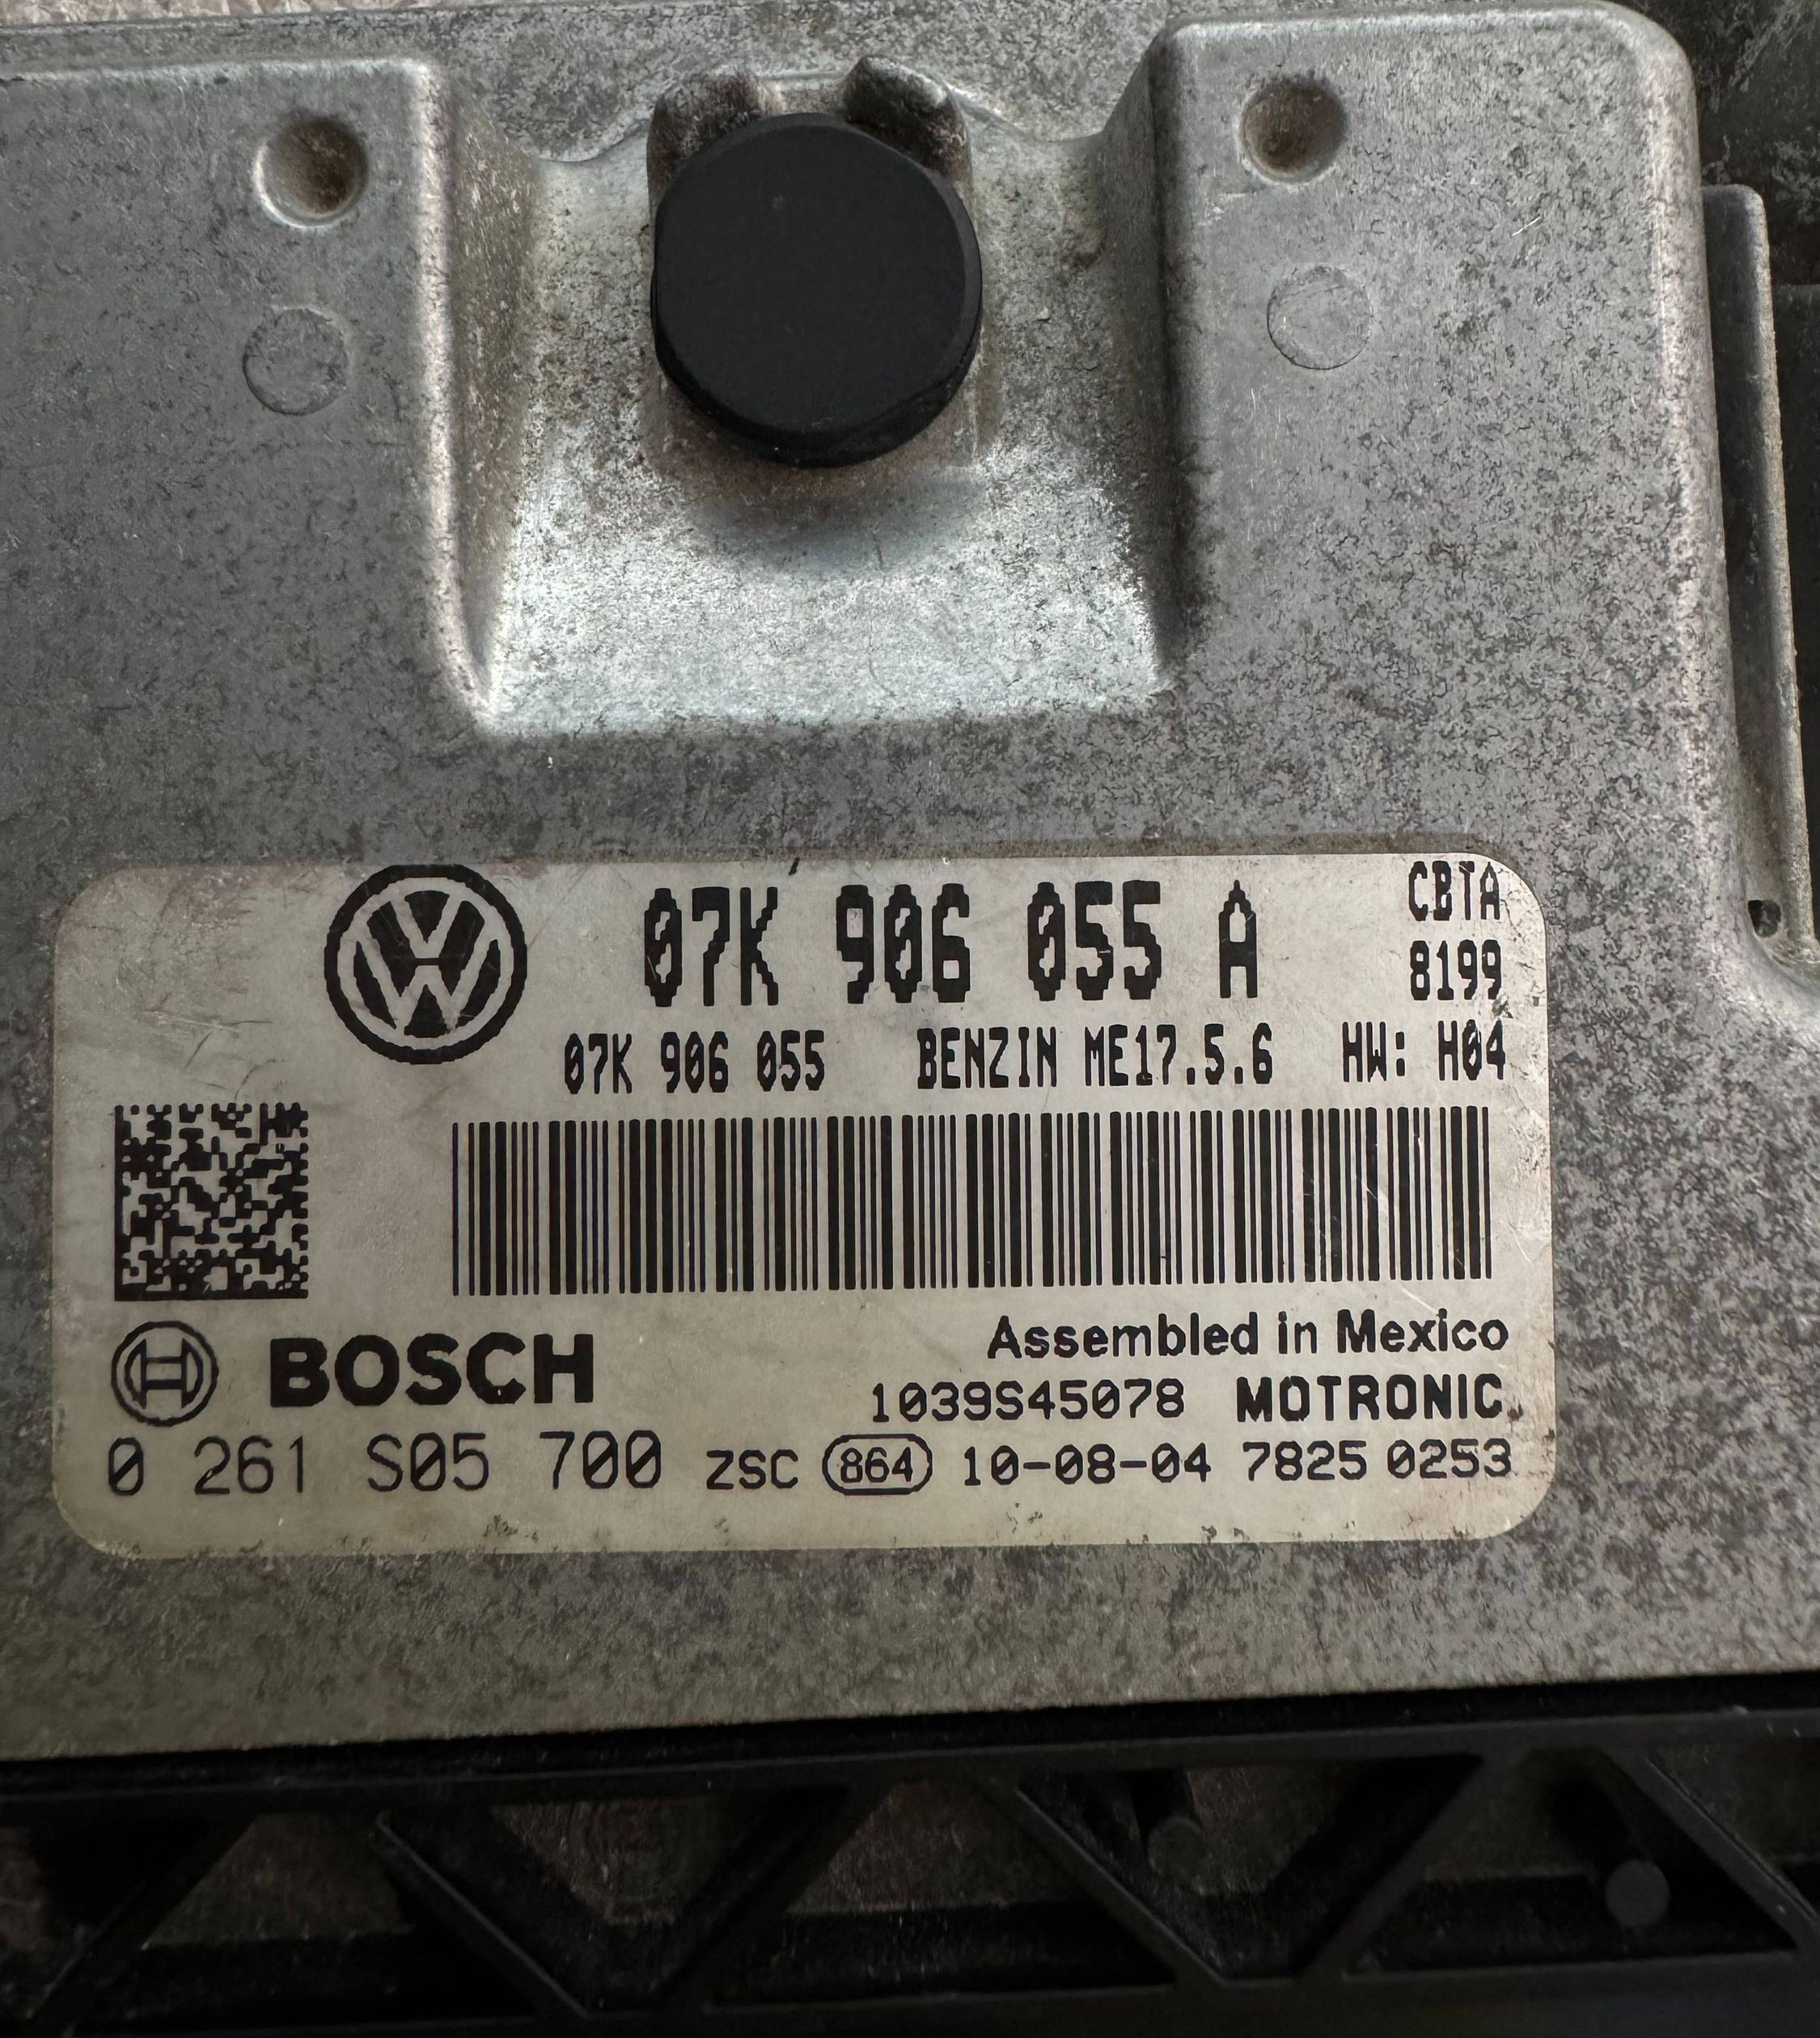 07K 906 055 A CBTA
8199
07K 906 055 BENZIN ME17.5.6 HW: H04
Assembled in Mexico
BOSCH 1039S45078 MOTRONIC
0 261 S05 700 ZSC 864 10-08-04 7825 0253